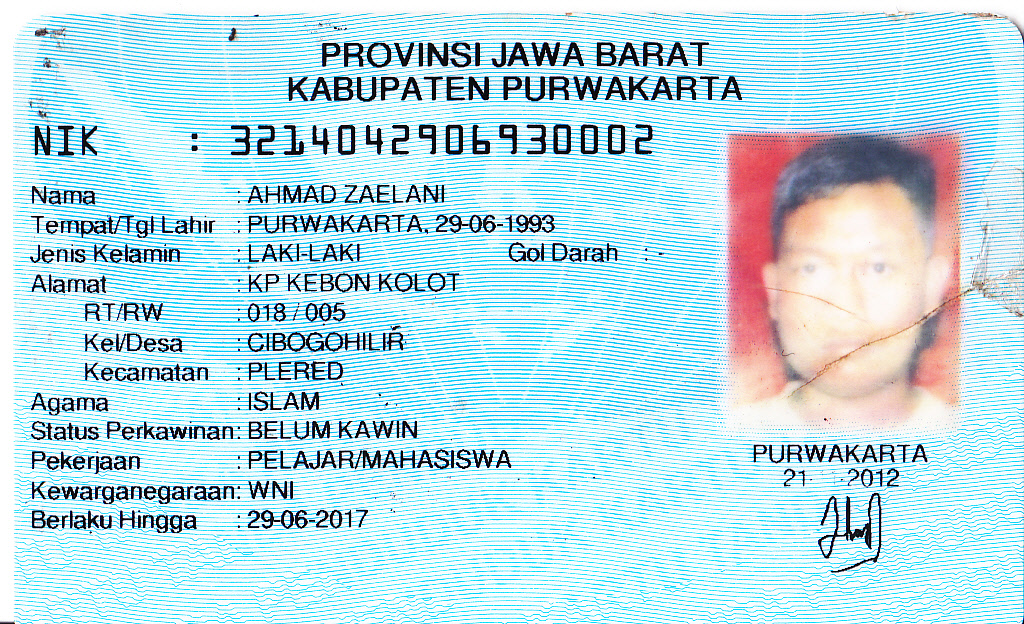 PROVINSI JAWA BARAT
KABUPATEN PURWAKARTA
NIK : 3214042906930002
Nama : AHMAD ZAELANI
Tempat/Tgl Lahir : PURWAKARTA, 29-06-1993
Jenis Kelamin : LAKI-LAKI Gol Darah : -
Alamat : KP KEBON KOLOT
RT/RW : 018 / 005
Kel/Desa : CIBOGOHILIR
Kecamatan : PLERED
Agama : ISLAM
Status Perkawinan: BELUM KAWIN
Pekerjaan : PELAJAR/MAHASISWA
Kewarganegaraan: WNI
Berlaku Hingga : 29-06-2017
PURWAKARTA
21- -2012